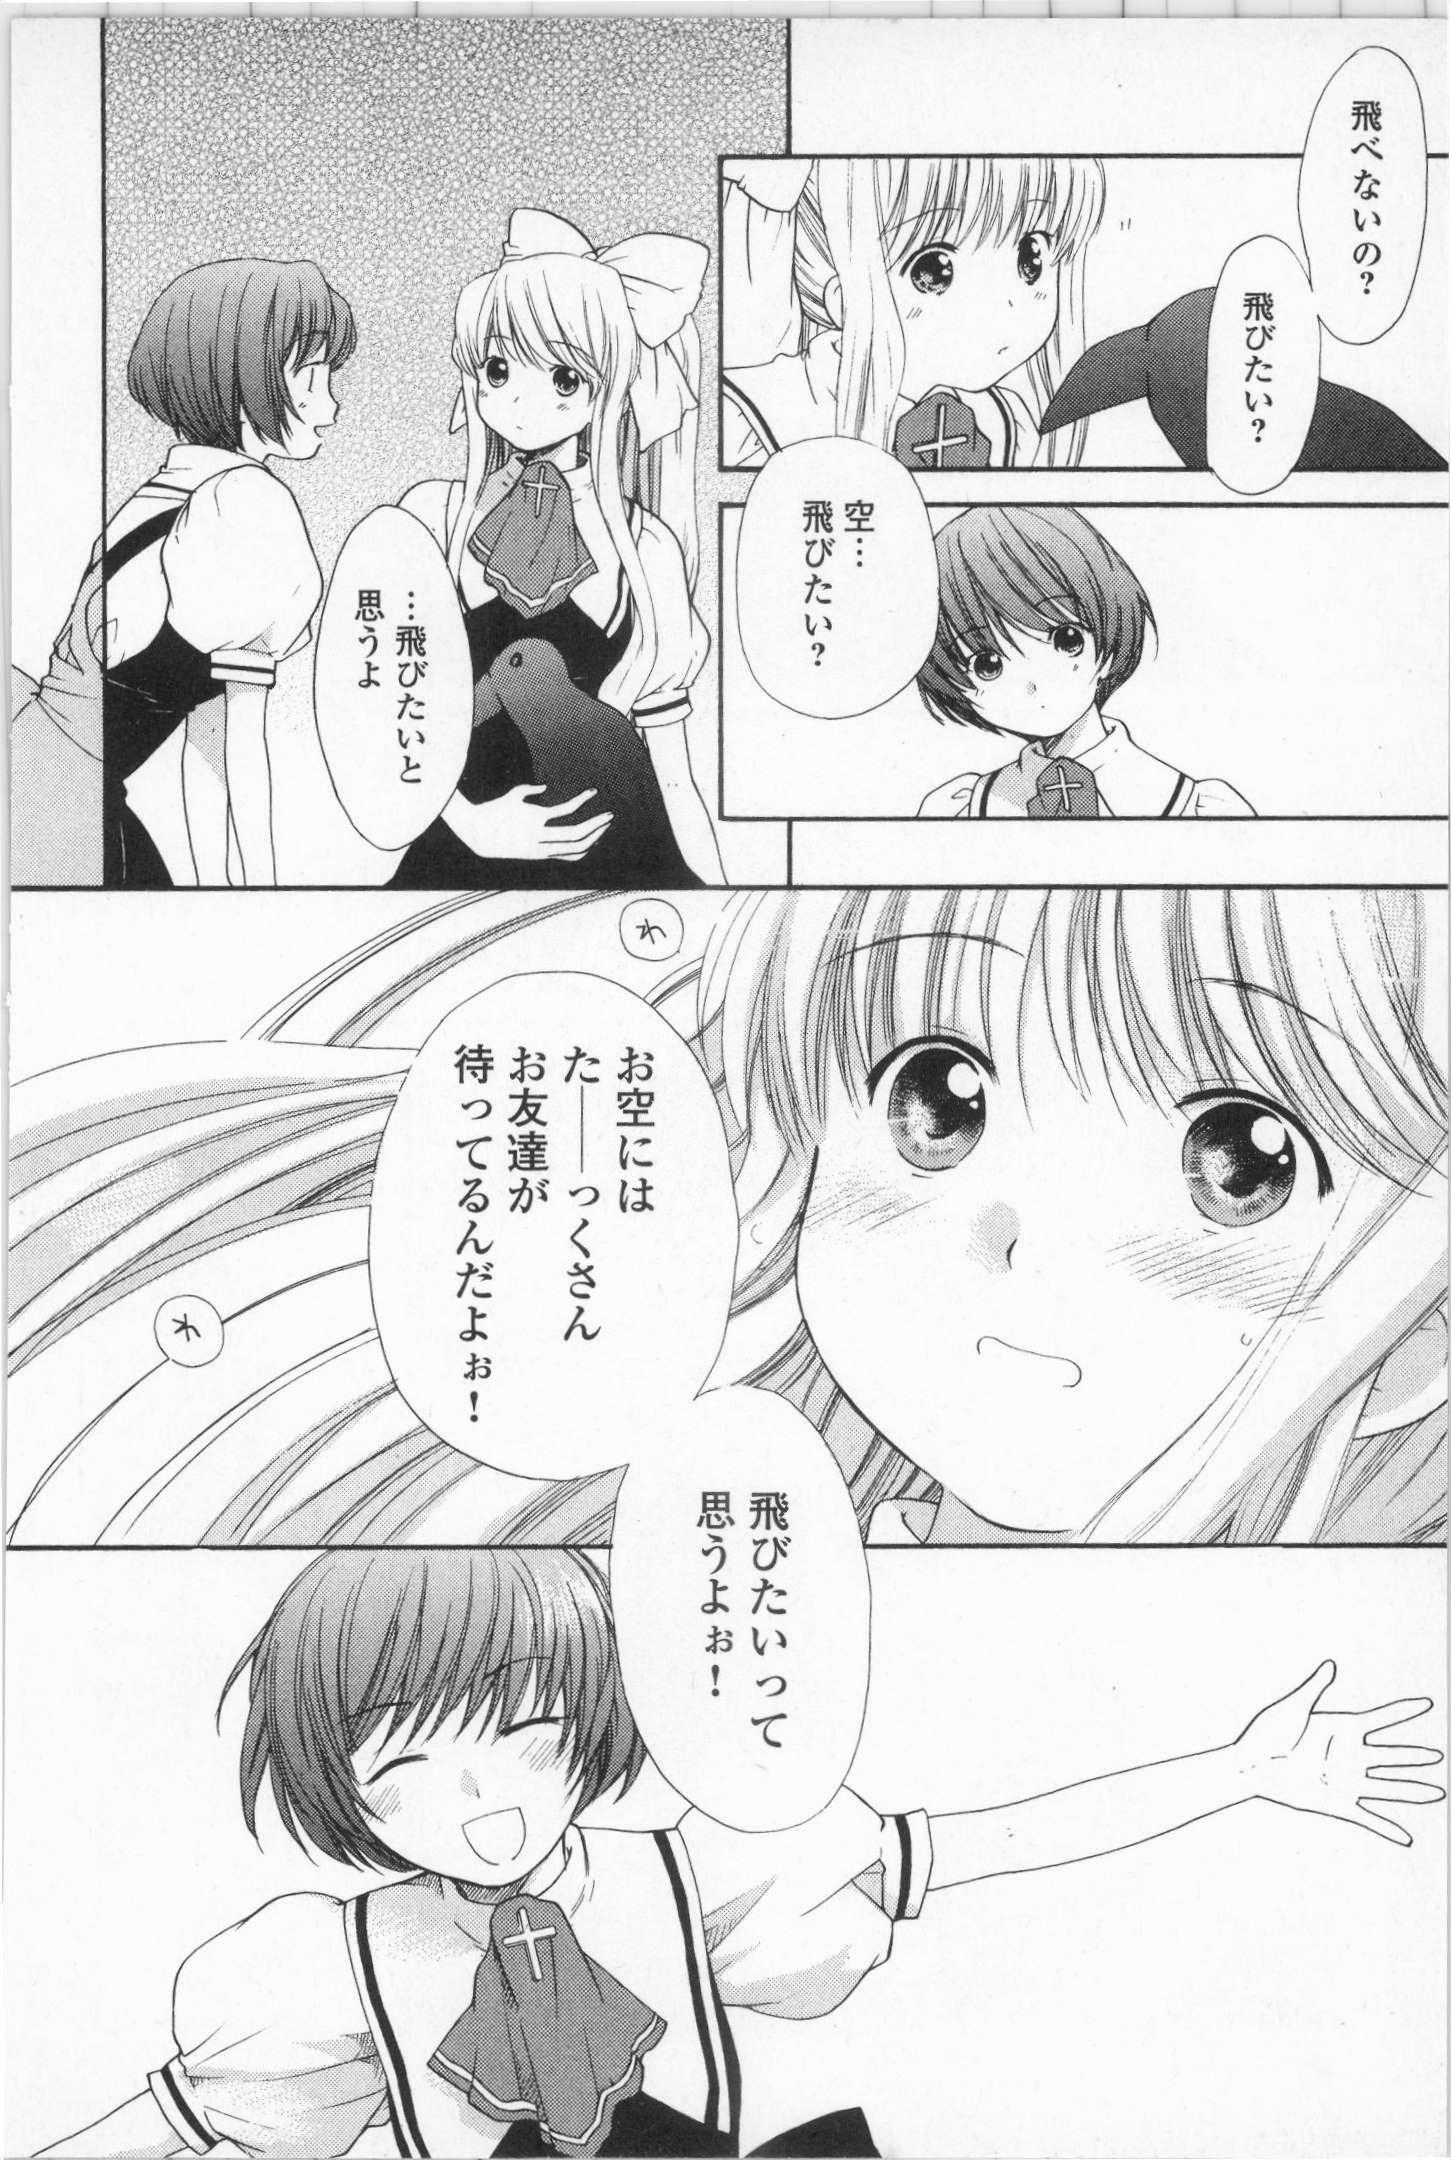 飛べないの？
飛びたい？
空…
飛びたい？
…飛びたいと
思うよ
わ
お空には
た――っくさん
お友達が
待ってるんだよぉ！
わ
飛びたいって
思うよぉ！